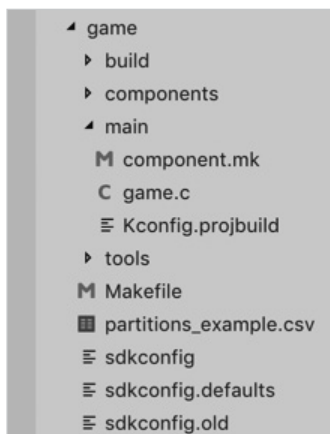 game
build
components
main
M component.mk
C game.c
Kconfig.projbuild
tools
M Makefile
partitions_example.csv
sdkconfig
sdkconfig.defaults
sdkconfig.old